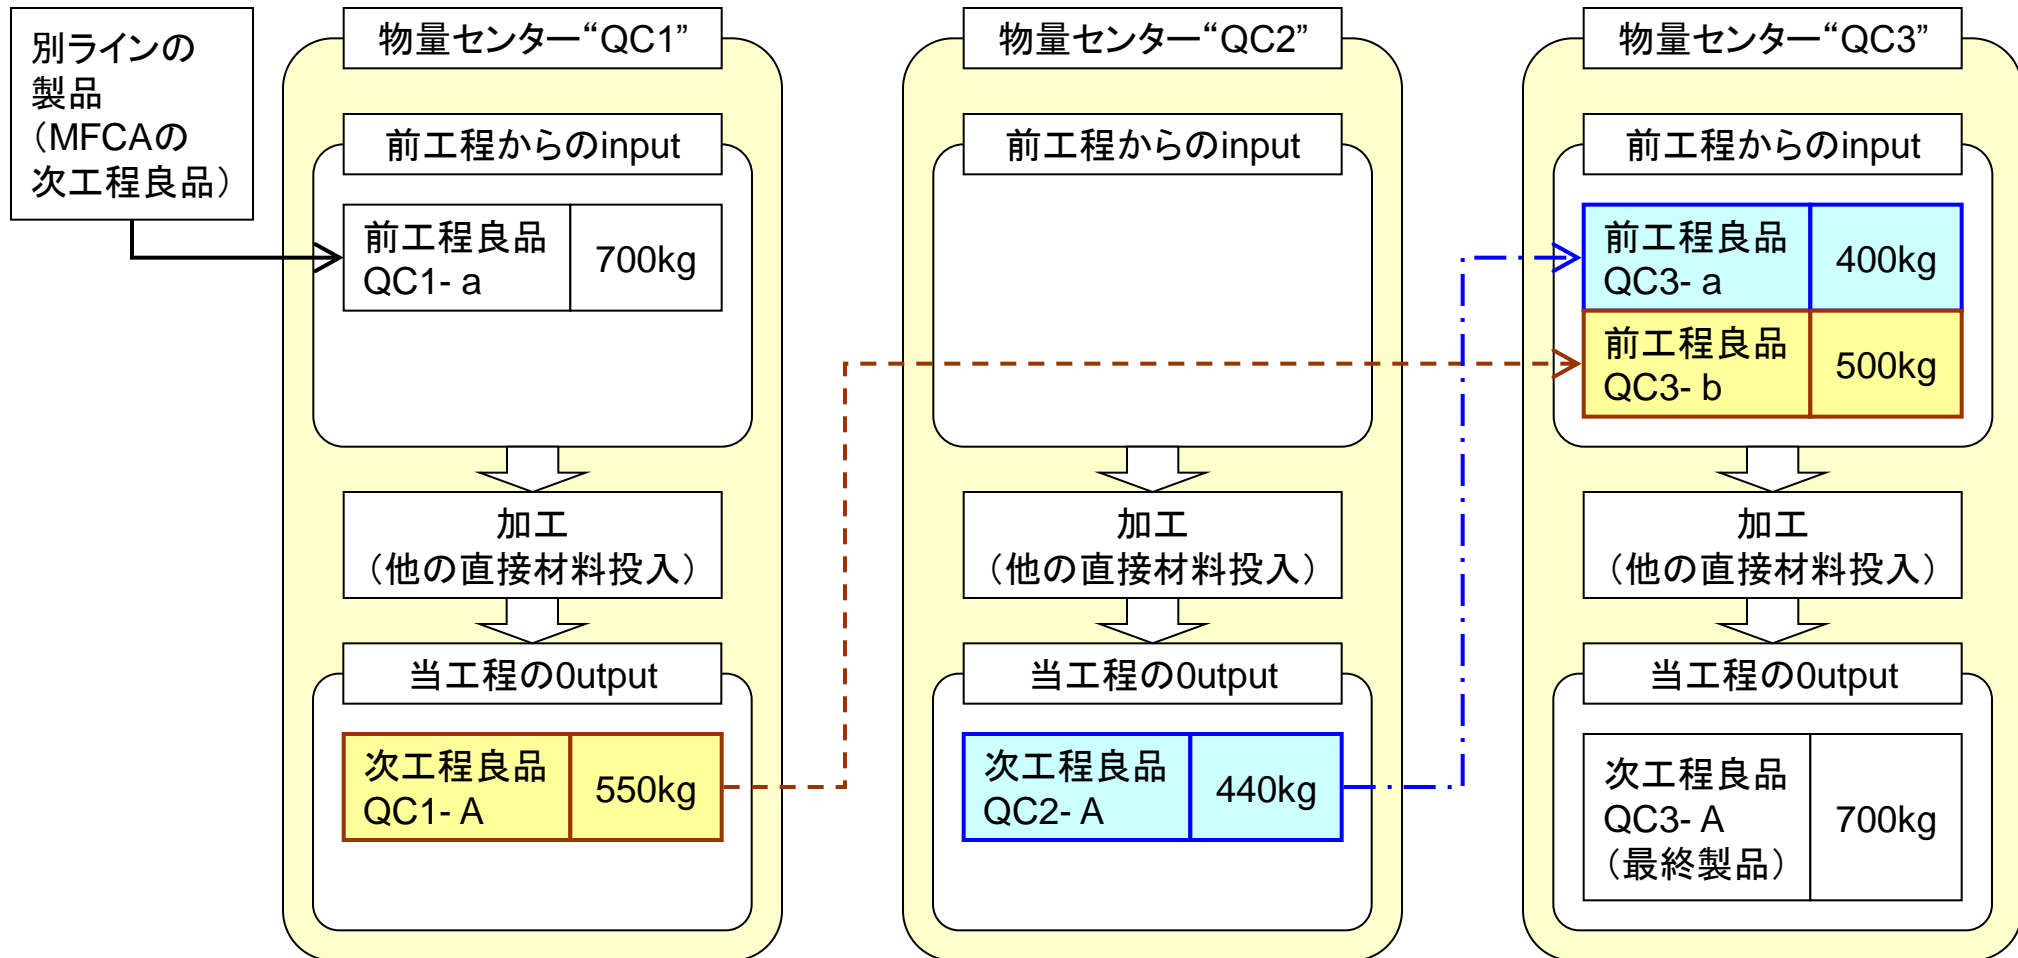 別ラインの
製品
（MFCAの
次工程良品）
物量センター“QC1”
前工程からのinput
前工程良品
QC1- a
700kg
加工
（他の直接材料投入）
当工程の0utput
次工程良品
QC1- A
550kg
物量センター“QC2”
前工程からのinput
加工
（他の直接材料投入）
当工程の0utput
次工程良品
QC2- A
440kg
物量センター“QC3”
前工程からのinput
前工程良品
QC3- a
400kg
前工程良品
QC3- b
500kg
加工
（他の直接材料投入）
当工程の0utput
次工程良品
QC3- A
（最終製品）
700kg